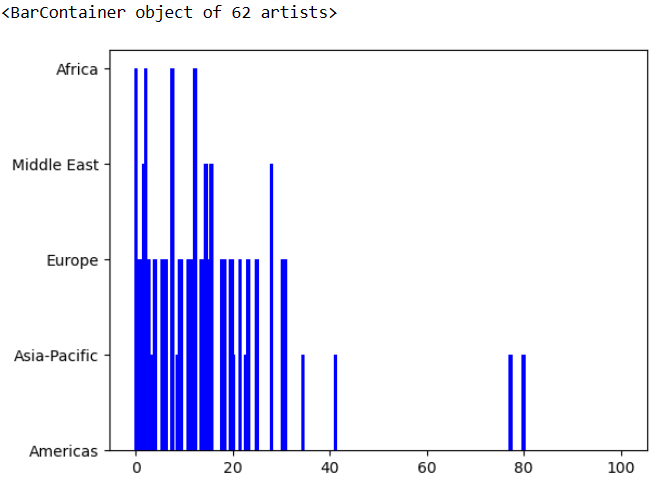 <BarContainer object of 62 artists>
Africa
Middle East
Europe
Asia-Pacific
Americas
0 20 40 60 80 100